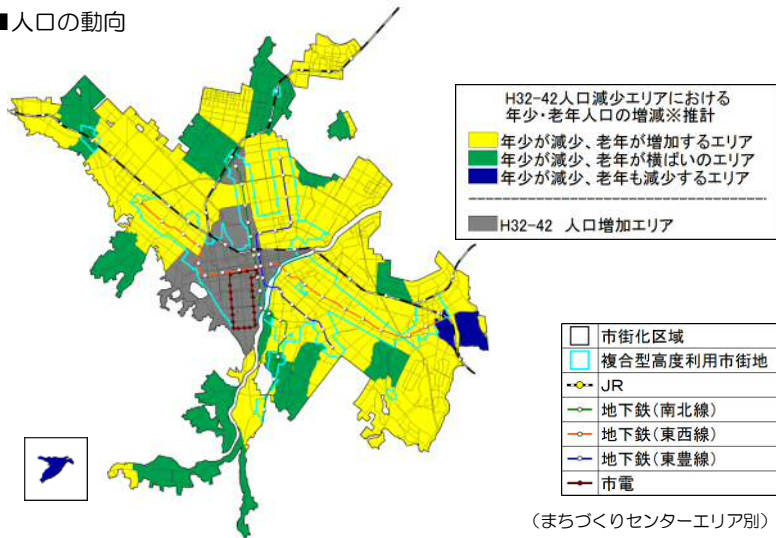 ■人口の動向
H32-42人口減少エリアにおける
年少・老年人口の増減※推計
年少が減少、老年が増加するエリア
年少が減少、老年が横ばいのエリア
年少が減少、老年も減少するエリア
H32-42 人口増加エリア
市街化区域
複合型高度利用市街地
JR
地下鉄(南北線)
地下鉄(東西線)
地下鉄(東豊線)
市電
(まちづくりセンターエリア別)